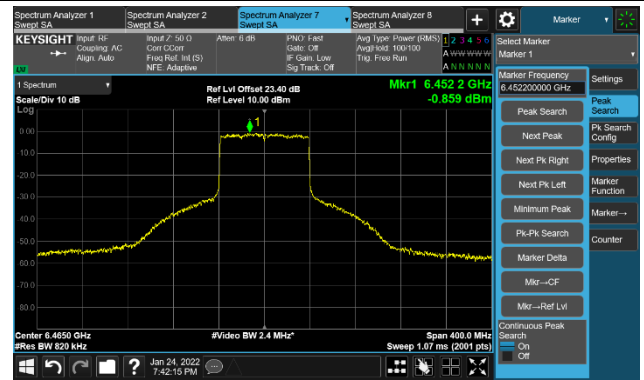 Spectrum Analyzer 1
Swept SA
Spectrum Analyzer 2
Swept SA
Spectrum Analyzer 7
Swept SA
Spectrum Analyzer 8
Swept SA
+
Marker
KEYSIGHT
Input: RF
Coupling: AC
Align: Auto
Input Z: 50 Ω
Corr CCorr
Freq Ref: Int (S)
NFE: Adaptive
Atten: 6 dB
PNO: Fast
Gate: Off
IF Gain: Low
Sig Track: Off
Avg Type: Power (RMS)
Avg|Hold: 100/100
Trig: Free Run
1 2 3 4 5 6
A W W W W W
A N N N N N
LXI
Select Marker
Marker 1
1 Spectrum
Scale/Div 10 dB
Log
Ref Lvl Offset 23.40 dB
Ref Level 10.00 dBm
Mkr1 6.452 2 GHz
-0.859 dBm
1
0.00
-10.0
-20.0
-30.0
-40.0
-50.0
-60.0
-70.0
-80.0
Center 6.4650 GHz
#Res BW 820 kHz
#Video BW 2.4 MHz*
Span 400.0 MHz
Sweep 1.07 ms (2001 pts)
Marker Frequency
6.452200000 GHz
Peak Search
Next Peak
Next Pk Right
Next Pk Left
Minimum Peak
Pk-Pk Search
Marker Delta
Mkr→CF
Mkr→Ref Lvl
Continuous Peak
Search
On
Off
Settings
Peak
Search
Pk Search
Config
Properties
Marker
Function
Marker→
Counter
?
Jan 24, 2022
7:42:15 PM